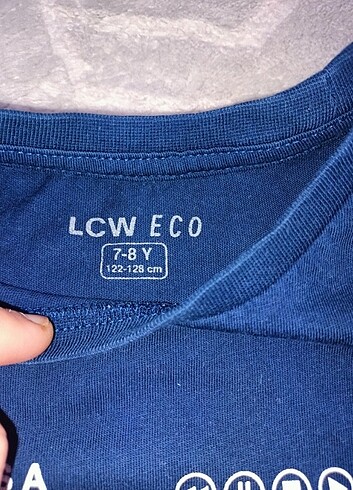 LCW ECO
7-8 Y
122-128 cm
A